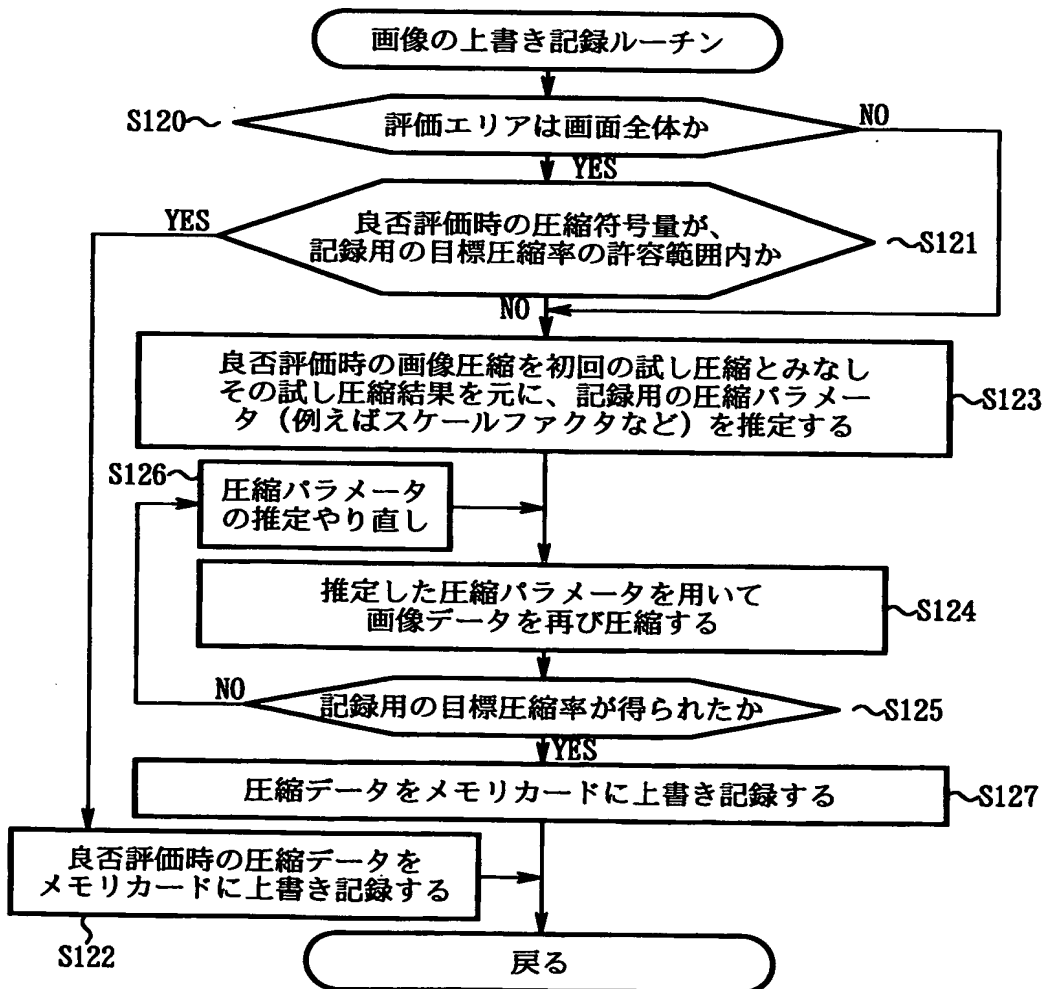 画像の上書き記録ルーチン
S120
評価エリアは画面全体か
NO
YES
YES
良否評価時の圧縮符号量が、
記録用の目標圧縮率の許容範囲内か
S121
NO
良否評価時の画像圧縮を初回の試し圧縮とみなし
その試し圧縮結果を元に、記録用の圧縮パラメー
タ（例えばスケールファクタなど）を推定する
S123
S126
圧縮パラメータ
の推定やり直し
推定した圧縮パラメータを用いて
画像データを再び圧縮する
S124
NO
記録用の目標圧縮率が得られたか
S125
YES
圧縮データをメモリカードに上書き記録する
S127
良否評価時の圧縮データを
メモリカードに上書き記録する
S122
戻る